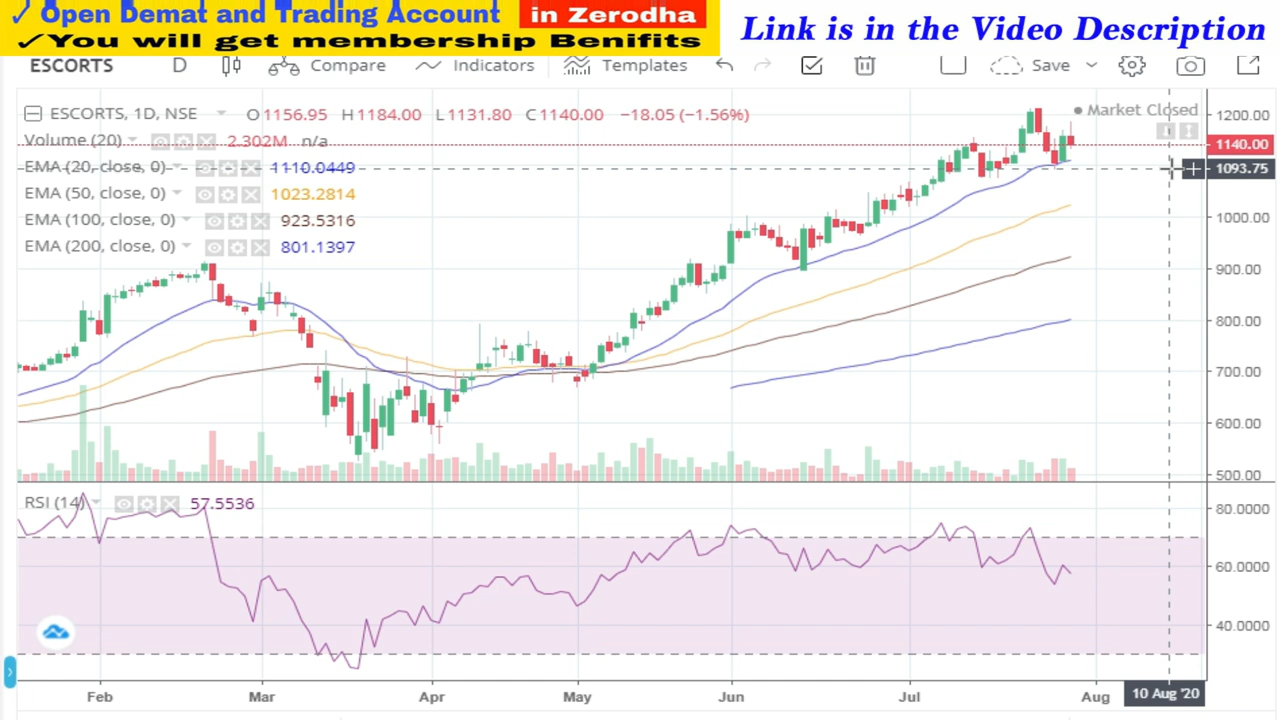 ✓ Open Demat and Trading Account in Zerodha
✓You will get membership Benifits
Link is in the Video Description
ESCORTS D Compare Indicators Templates Save
ESCORTS, 1D, NSE O1156.95 H1184.00 L1131.80 C1140.00 −18.05 (−1.56%)
Market Closed
Volume (20) 2.302M n/a
EMA (20, close, 0) 1110.0449
EMA (50, close, 0) 1023.2814
EMA (100, close, 0) 923.5316
EMA (200, close, 0) 801.1397
1200.00
1140.00
1093.75
1000.00
900.00
800.00
700.00
600.00
500.00
RSI (14) 57.5536
80.0000
60.0000
40.0000
Feb Mar Apr May Jun Jul Aug 10 Aug '20